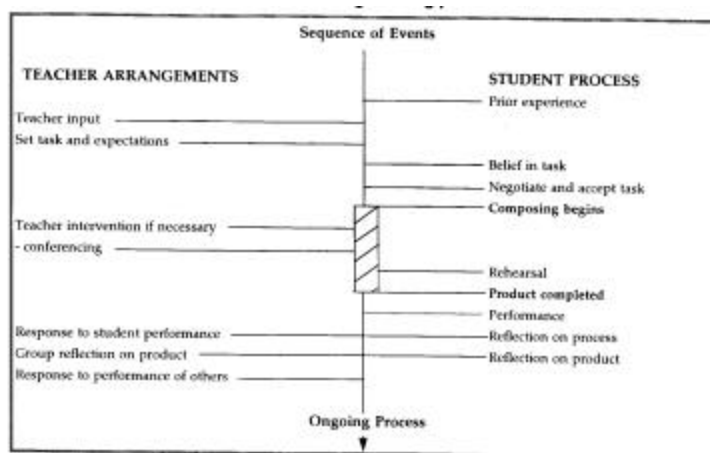 Sequence of Events
TEACHER ARRANGEMENTS
STUDENT PROCESS
Prior experience
Teacher input
Set task and expectations
Belief in task
Negotiate and accept task
Composing begins
Teacher intervention if necessary
- conferencing
Rehearsal
Product completed
Performance
Response to student performance
Reflection on process
Group reflection on product
Reflection on product
Response to performance of others
Ongoing Process